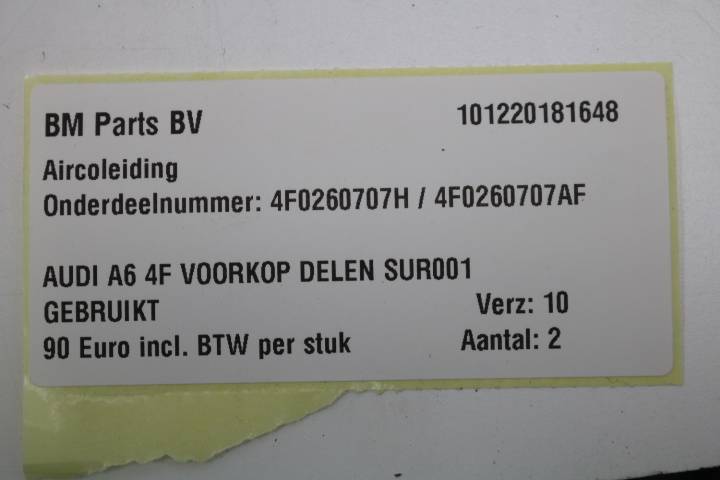 BM Parts BV 101220181648
Aircoleiding
Onderdeelnummer: 4F0260707H / 4F0260707AF
AUDI A6 4F VOORKOP DELEN SUR001
GEBRUIKT Verz: 10
90 Euro incl. BTW per stuk Aantal: 2